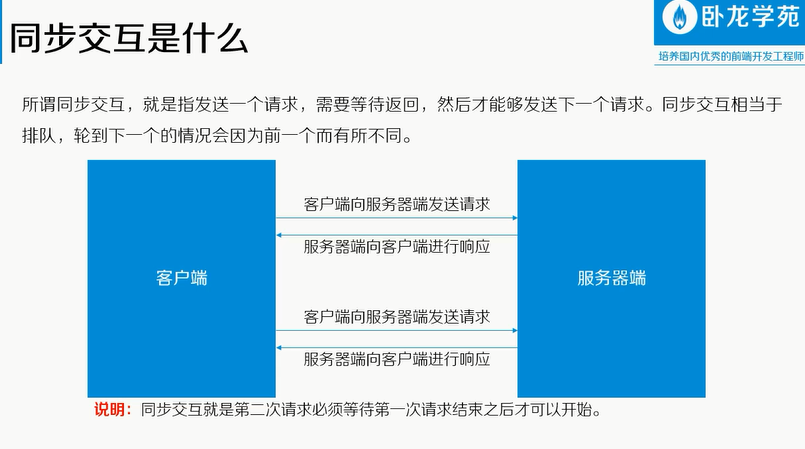 卧龙学苑
培养国内优秀的前端开发工程师
同步交互是什么
所谓同步交互，就是指发送一个请求，需要等待返回，然后才能够发送下一个请求。同步交互相当于
排队，轮到下一个的情况会因为前一个而有所不同。
客户端向服务器端发送请求
服务器端向客户端进行响应
客户端
服务器端
客户端向服务器端发送请求
服务器端向客户端进行响应
说明：同步交互就是第二次请求必须等待第一次请求结束之后才可以开始。